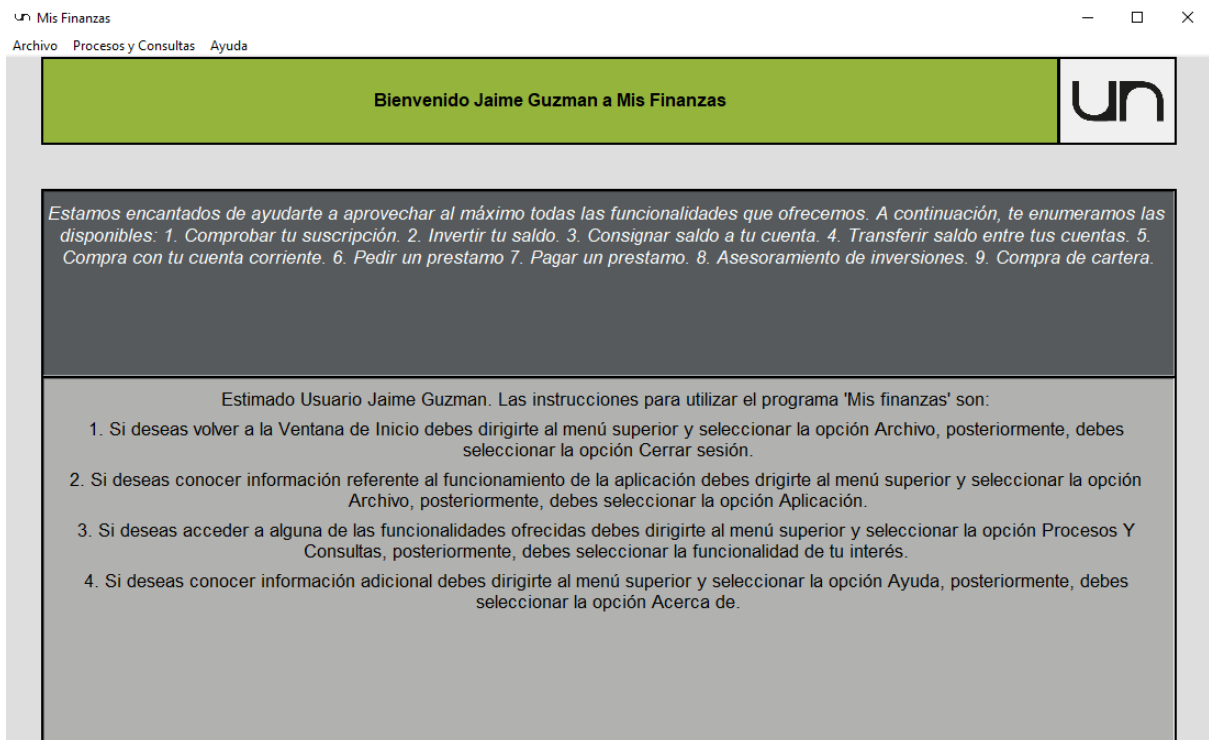 un Mis Finanzas
Archivo Procesos y Consultas Ayuda
Bienvenido Jaime Guzman a Mis Finanzas
un
Estamos encantados de ayudarte a aprovechar al máximo todas las funcionalidades que ofrecemos. A continuación, te enumeramos las
disponibles: 1. Comprobar tu suscripción. 2. Invertir tu saldo. 3. Consignar saldo a tu cuenta. 4. Transferir saldo entre tus cuentas. 5.
Compra con tu cuenta corriente. 6. Pedir un prestamo 7. Pagar un prestamo. 8. Asesoramiento de inversiones. 9. Compra de cartera.
Estimado Usuario Jaime Guzman. Las instrucciones para utilizar el programa 'Mis finanzas' son:
1. Si deseas volver a la Ventana de Inicio debes dirigirte al menú superior y seleccionar la opción Archivo, posteriormente, debes
seleccionar la opción Cerrar sesión.
2. Si deseas conocer información referente al funcionamiento de la aplicación debes drigirte al menú superior y seleccionar la opción
Archivo, posteriormente, debes seleccionar la opción Aplicación.
3. Si deseas acceder a alguna de las funcionalidades ofrecidas debes dirigirte al menú superior y seleccionar la opción Procesos Y
Consultas, posteriormente, debes seleccionar la funcionalidad de tu interés.
4. Si deseas conocer información adicional debes dirigirte al menú superior y seleccionar la opción Ayuda, posteriormente, debes
seleccionar la opción Acerca de.